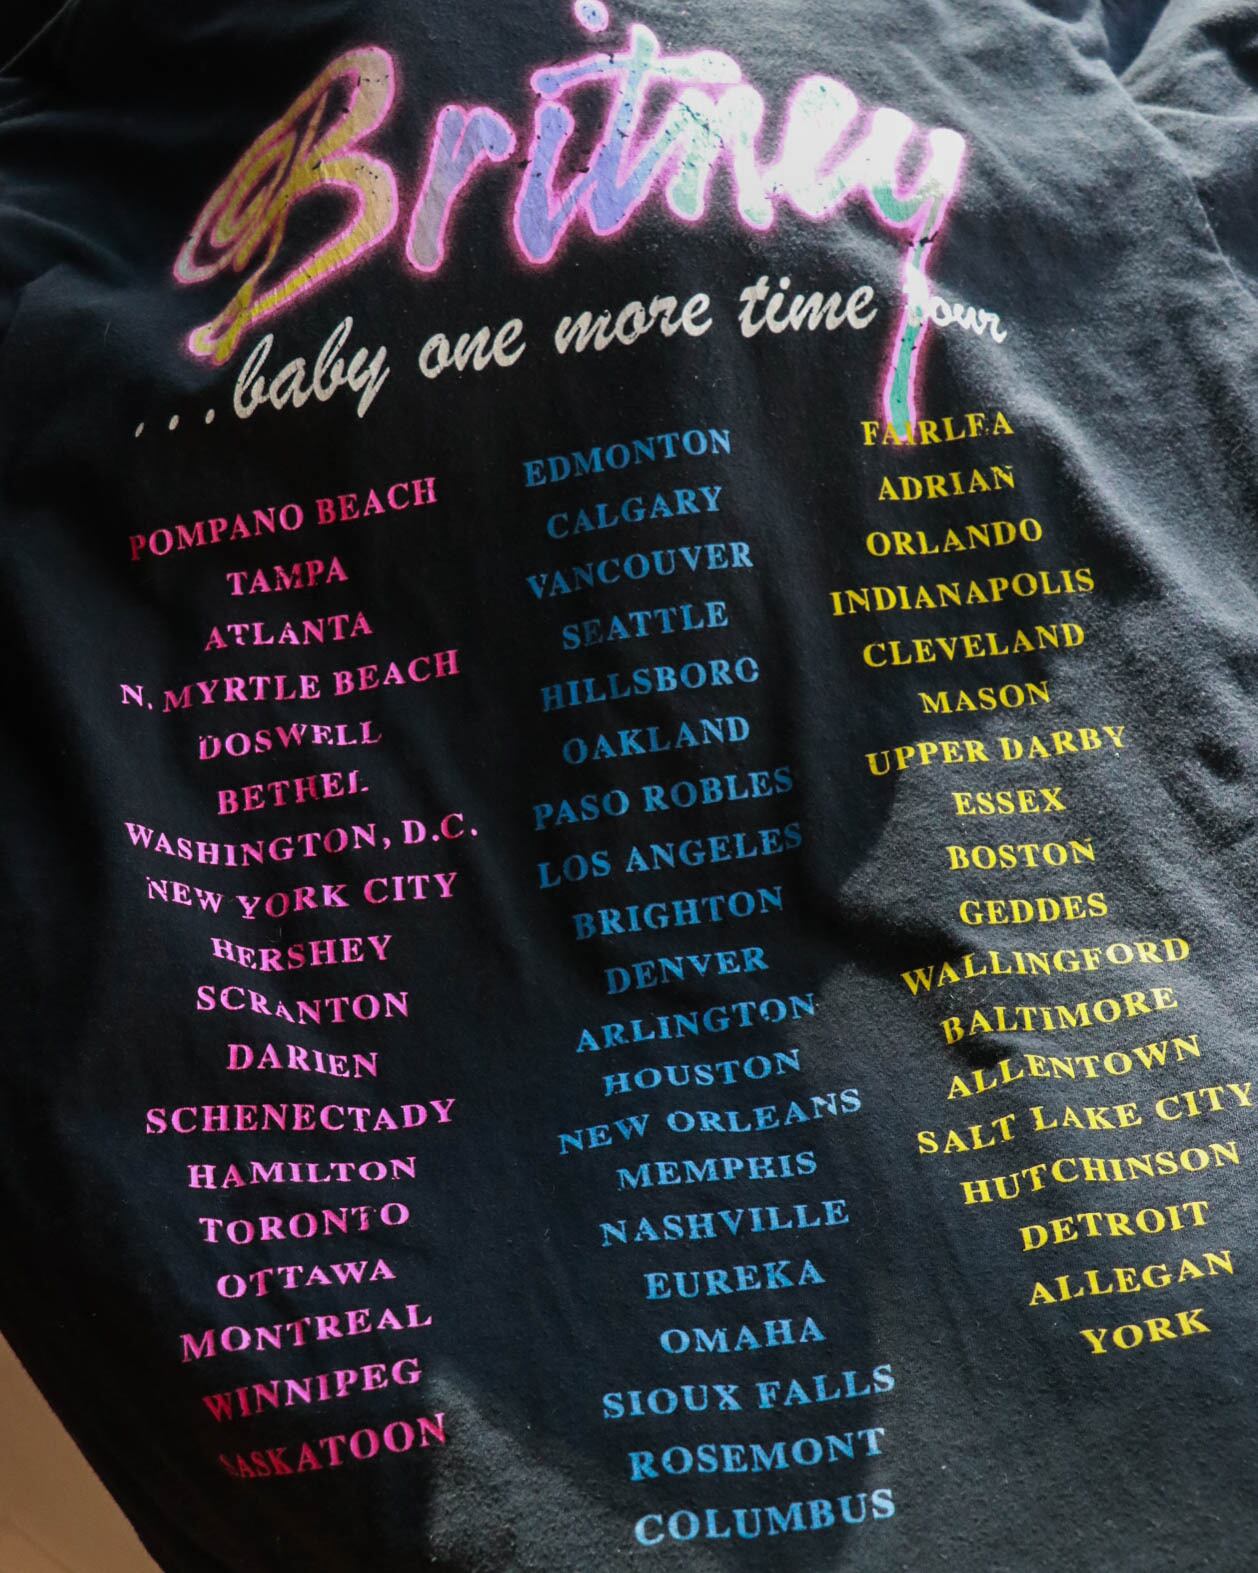 Britney
...baby one more time tour
POMPANO BEACH
TAMPA
ATLANTA
N. MYRTLE BEACH
DOSWELL
BETHEL
WASHINGTON, D.C.
NEW YORK CITY
HERSHEY
SCRANTON
DARIEN
SCHENECTADY
HAMILTON
TORONTO
OTTAWA
MONTREAL
WINNIPEG
SASKATOON
EDMONTON
CALGARY
VANCOUVER
SEATTLE
HILLSBORO
OAKLAND
PASO ROBLES
LOS ANGELES
BRIGHTON
DENVER
ARLINGTON
HOUSTON
NEW ORLEANS
MEMPHIS
NASHVILLE
EUREKA
OMAHA
SIOUX FALLS
ROSEMONT
COLUMBUS
FAIRLEA
ADRIAN
ORLANDO
INDIANAPOLIS
CLEVELAND
MASON
UPPER DARBY
ESSEX
BOSTON
GEDDES
WALLINGFORD
BALTIMORE
ALLENTOWN
SALT LAKE CITY
HUTCHINSON
DETROIT
ALLEGAN
YORK